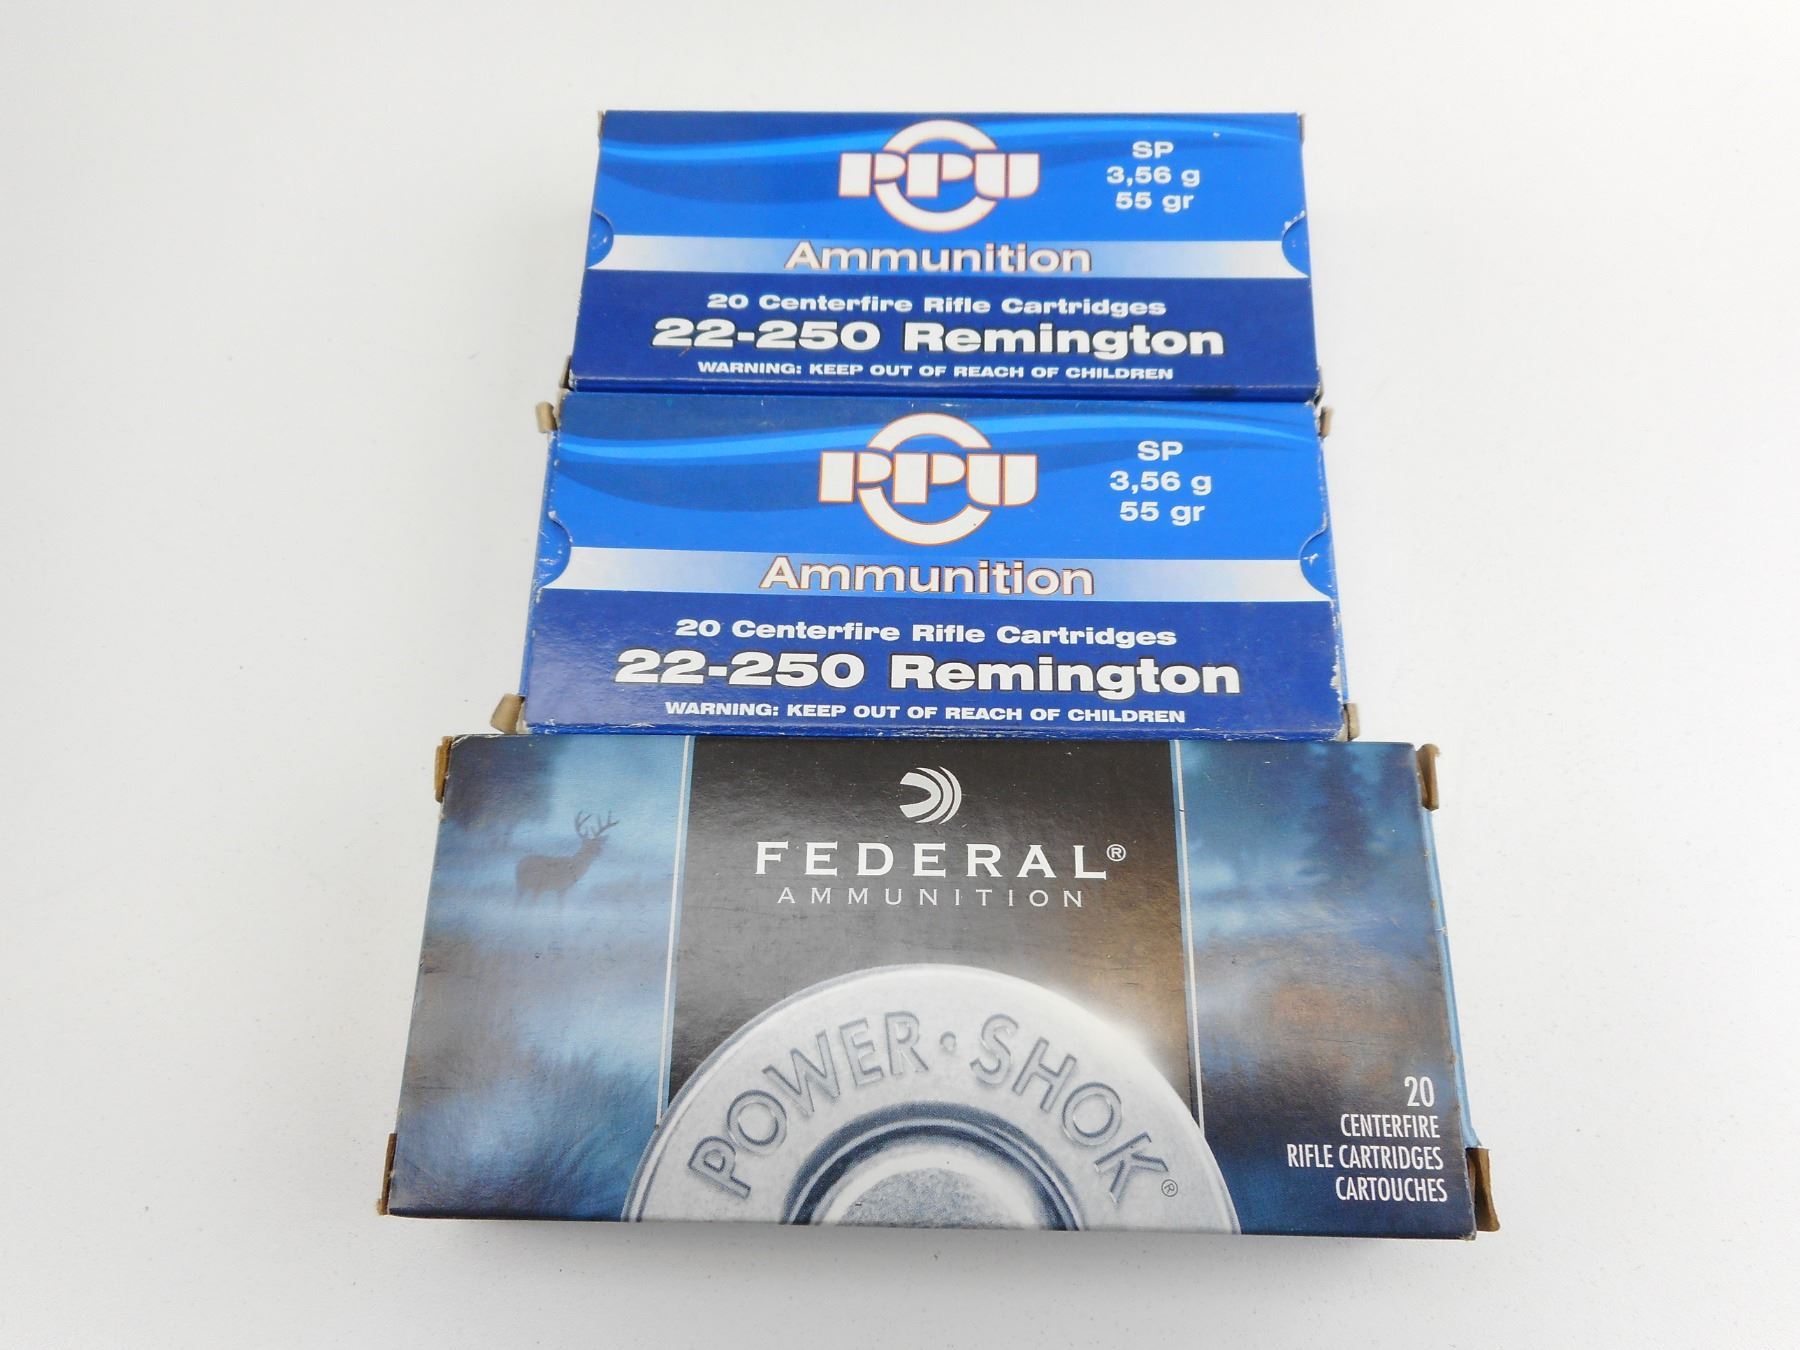 PPU
SP
3,56 g
55 gr
Ammunition
20 Centerfire Rifle Cartridges
22-250 Remington
WARNING: KEEP OUT OF REACH OF CHILDREN
PPU
SP
3,56 g
55 gr
Ammunition
20 Centerfire Rifle Cartridges
22-250 Remington
WARNING: KEEP OUT OF REACH OF CHILDREN
FEDERAL®
AMMUNITION
POWER·SHOK®
20
CENTERFIRE
RIFLE CARTRIDGES
CARTOUCHES